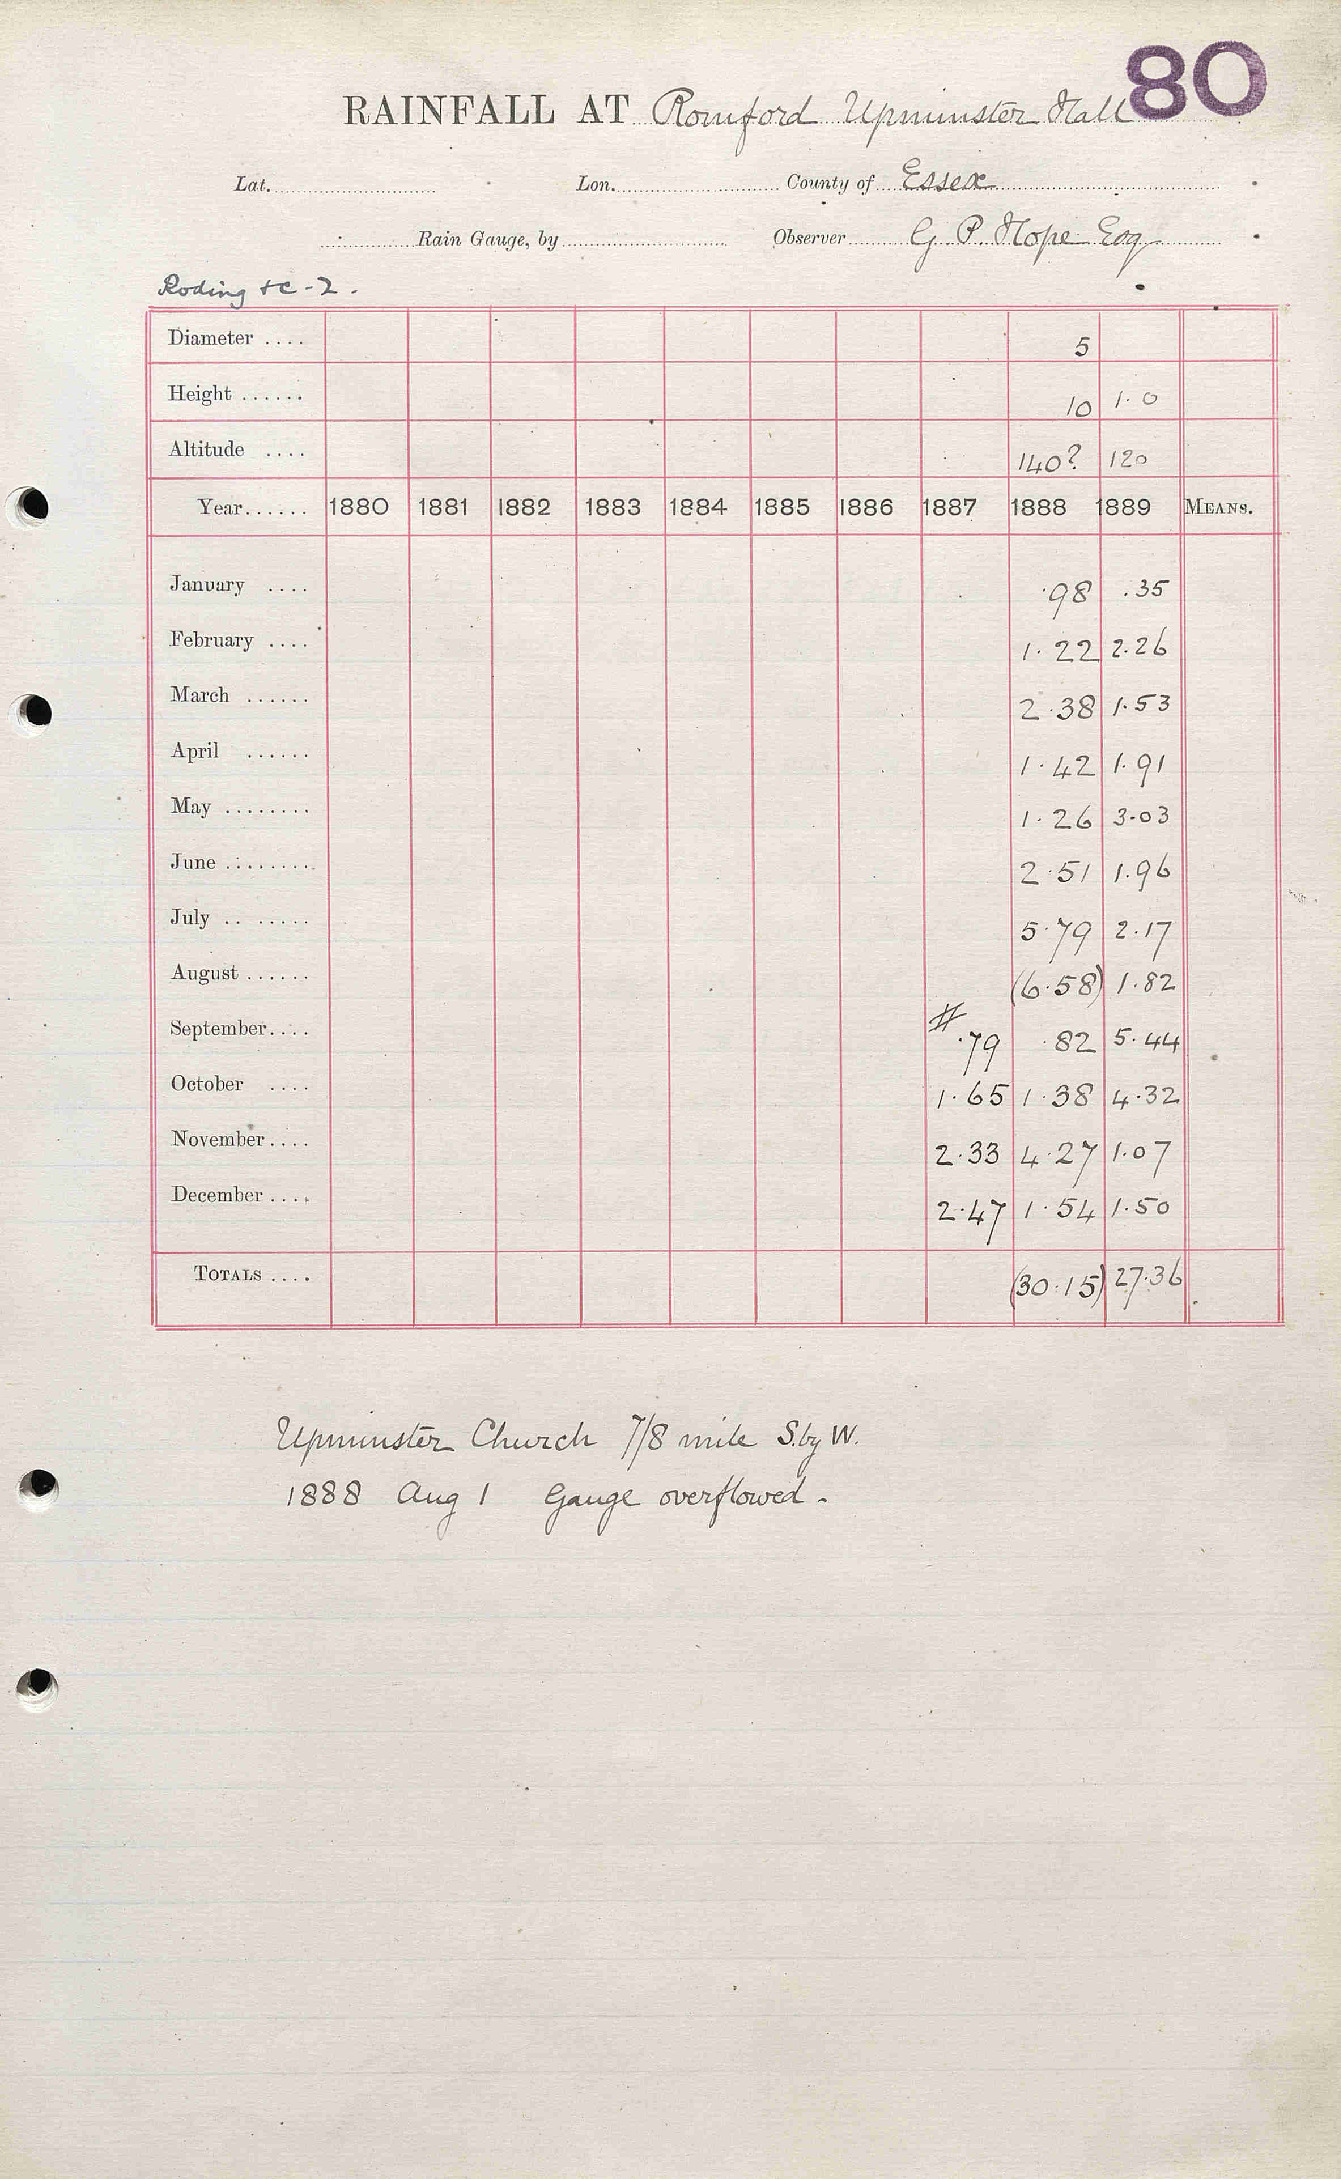 80
RAINFALL AT Romford Upminster Hall
Lat. Lon. County of Essex
Rain Gauge, by Observer G P. Hope Esq
Roding &c - 2.
Diameter .... 5
Height ...... 10 1.0
Altitude .... 140? 120
Year...... 1880 1881 1882 1883 1884 1885 1886 1887 1888 1889 MEANS.
January .... .98 .35
February .... 1.22 2.26
March ...... 2.38 1.53
April ...... 1.42 1.91
May ........ 1.26 3.03
June ........ 2.51 1.96
July .. ...... 5.79 2.17
August ...... (6.58) 1.82
September.... # .79 .82 5.44
October .... 1.65 1.38 4.32
November.... 2.33 4.27 1.07
December .... 2.47 1.54 1.50
TOTALS .... (30.15) 27.36
Upminster Church 7/8 mile S. by W.
1888 Aug 1 Gauge overflowed.